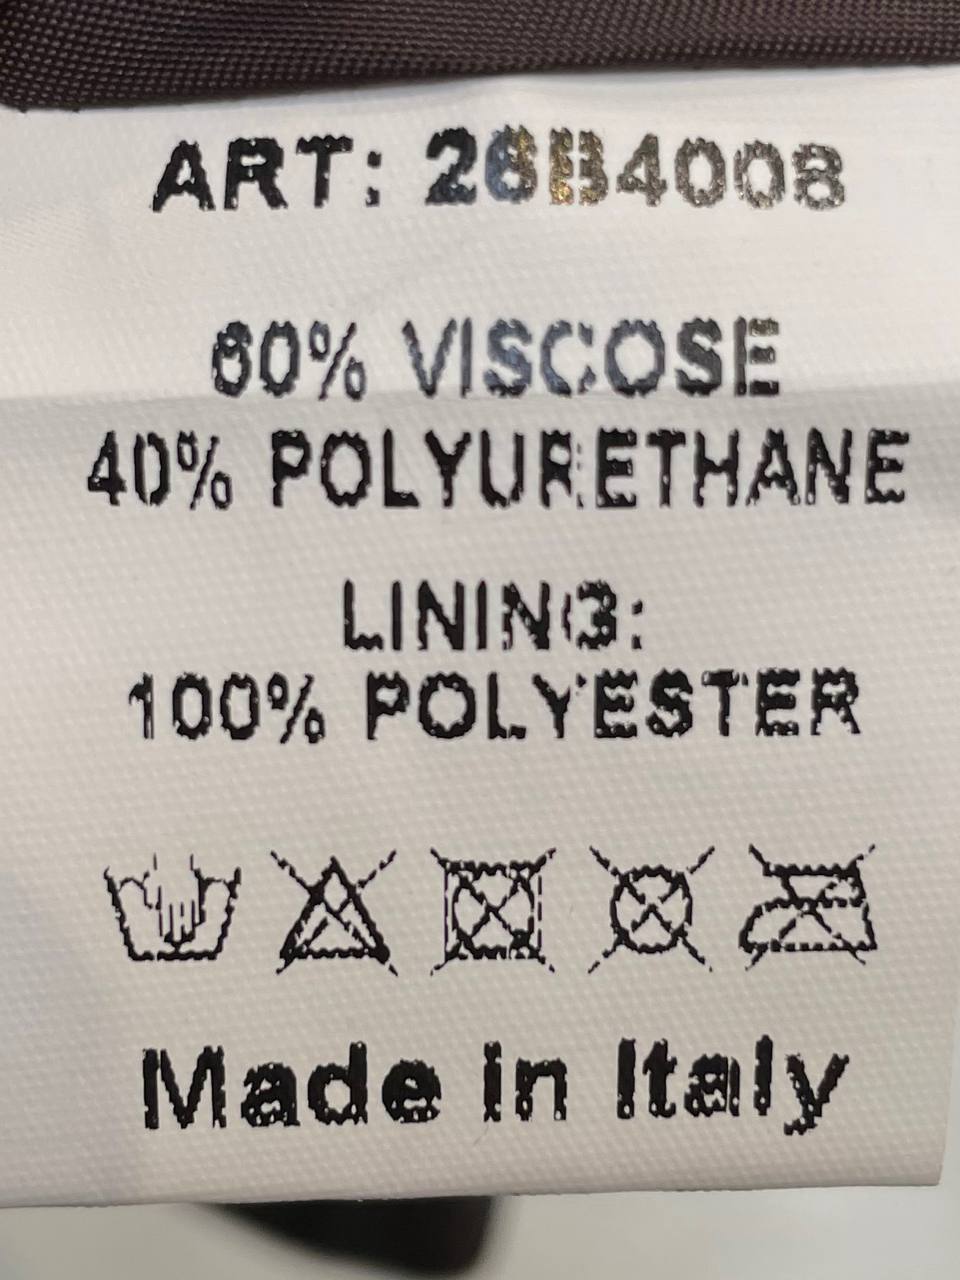 ART: 26B4008
60% VISCOSE
40% POLYURETHANE
LINING:
100% POLYESTER
Made in Italy